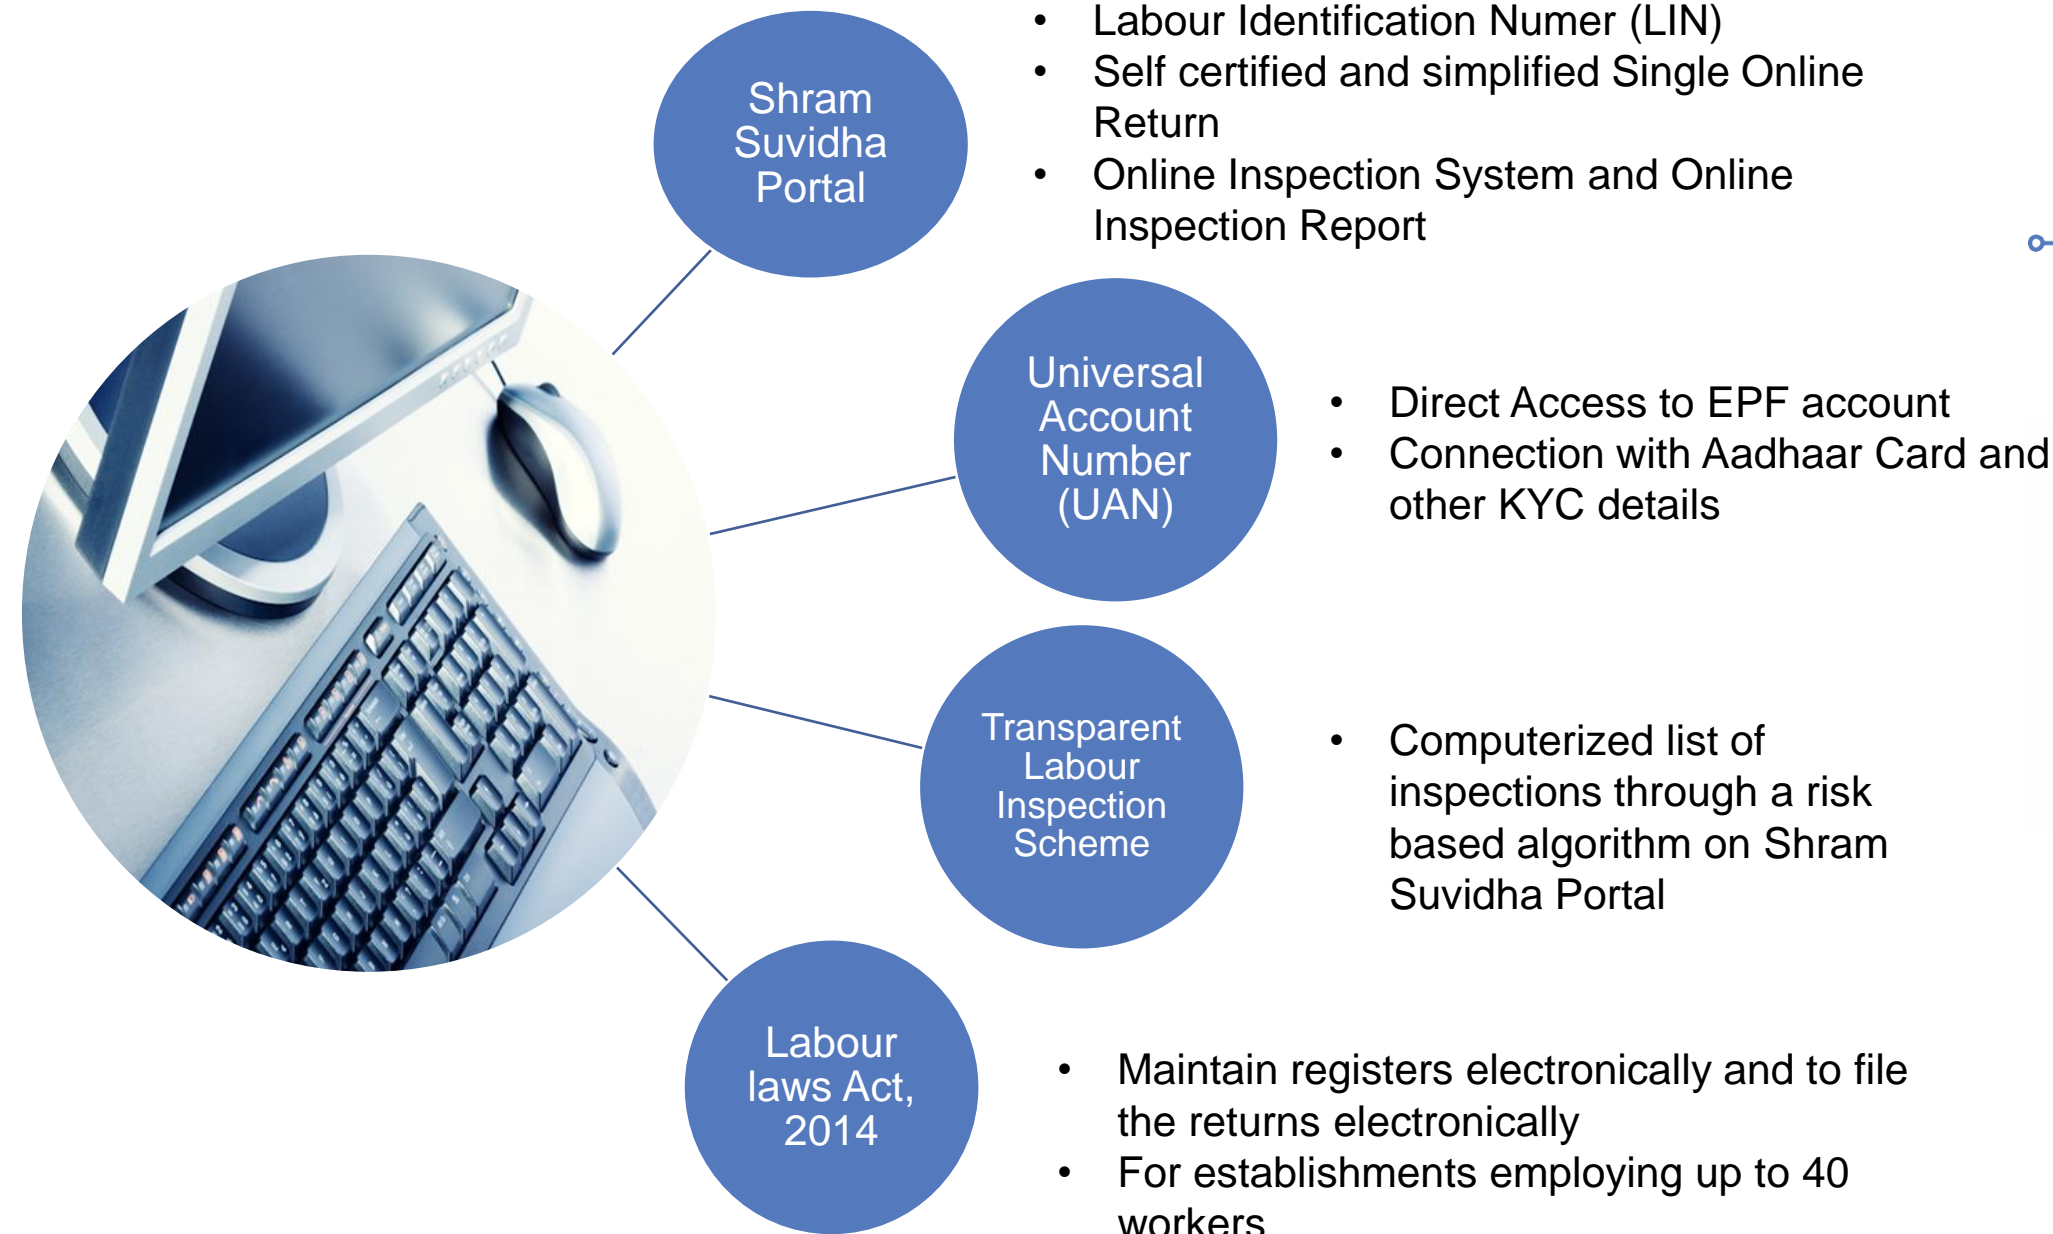 Shram
Suvidha
Portal
• Labour Identification Numer (LIN)
• Self certified and simplified Single Online
Return
• Online Inspection System and Online
Inspection Report
Universal
Account
Number
(UAN)
• Direct Access to EPF account
• Connection with Aadhaar Card and
other KYC details
Transparent
Labour
Inspection
Scheme
• Computerized list of
inspections through a risk
based algorithm on Shram
Suvidha Portal
Labour
laws Act,
2014
• Maintain registers electronically and to file
the returns electronically
• For establishments employing up to 40
workers